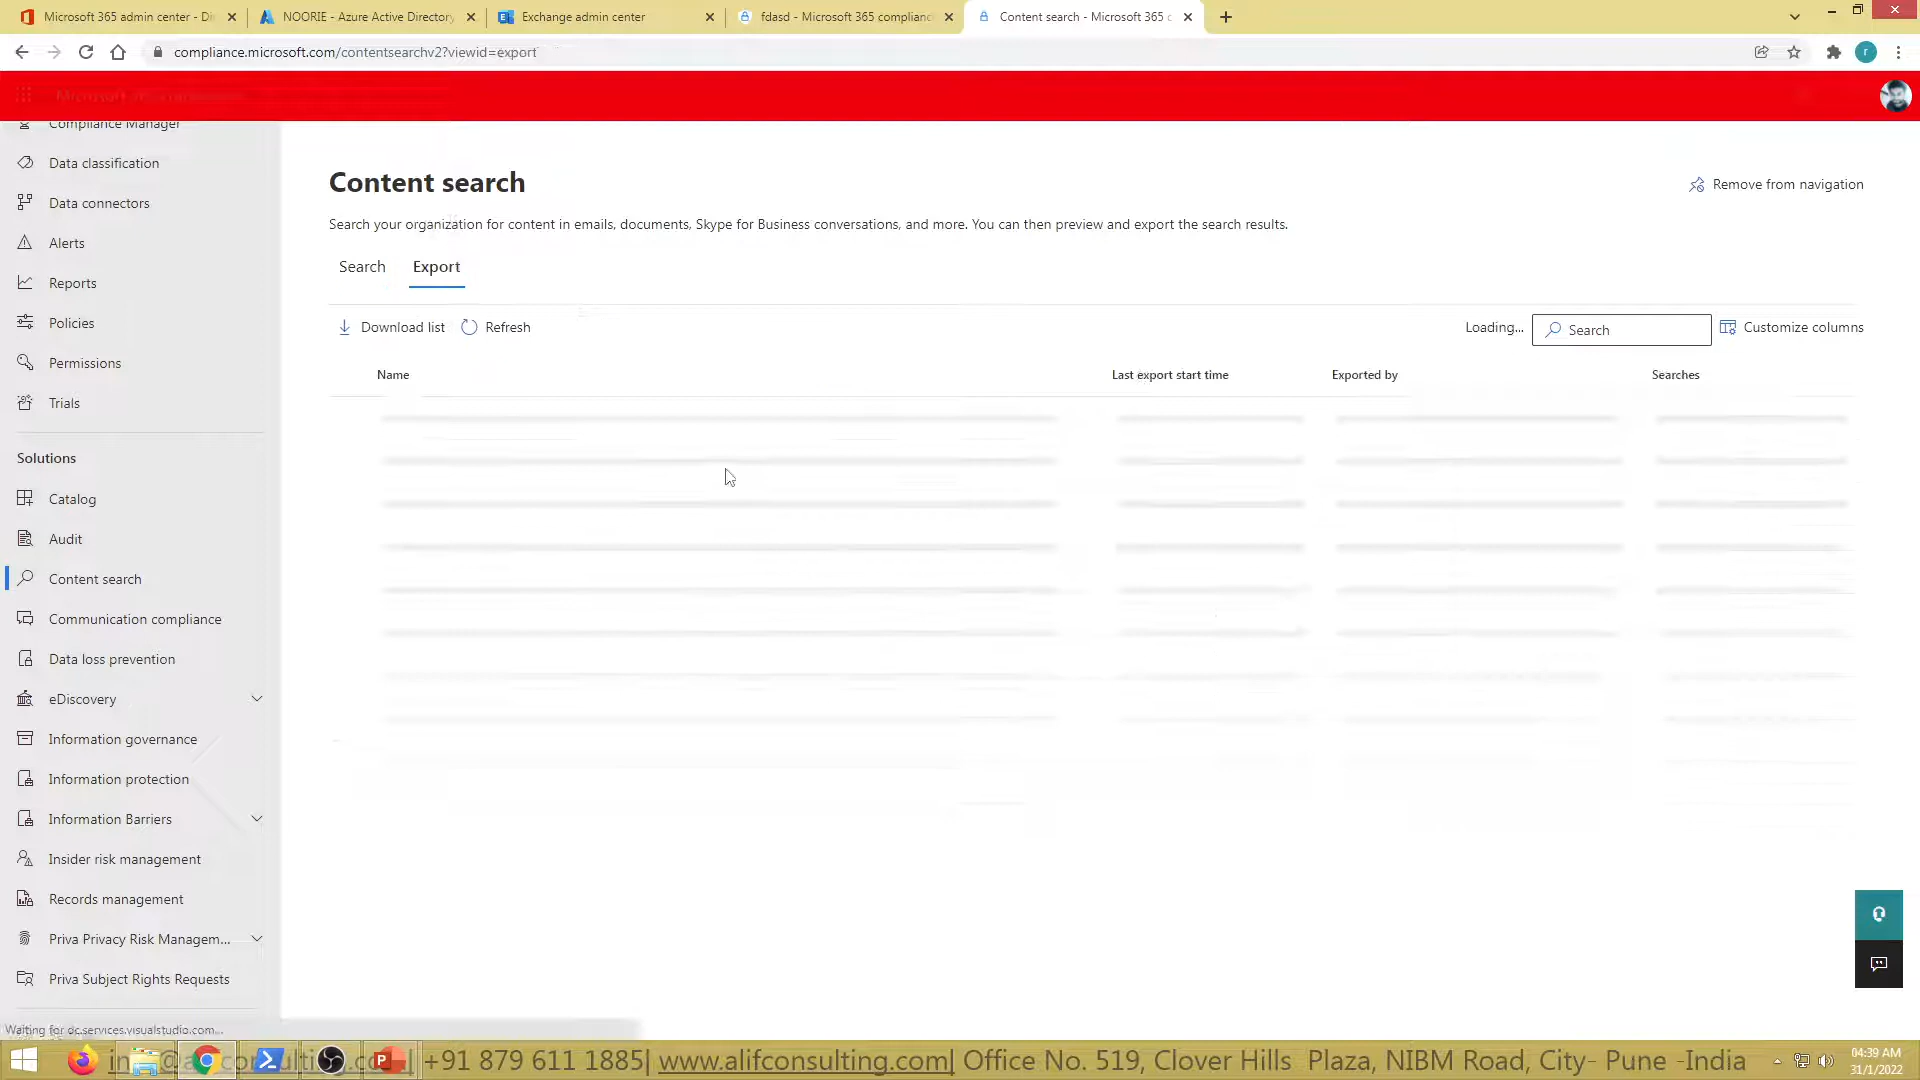 Microsoft 365 admin center - Di
NOORIE - Azure Active Directory
Exchange admin center
fdasd - Microsoft 365 complianc
Content search - Microsoft 365 c
compliance.microsoft.com/contentsearchv2?viewid=export
r
Compliance Manager
Data classification
Data connectors
Alerts
Reports
Policies
Permissions
Trials
Solutions
Catalog
Audit
Content search
Communication compliance
Data loss prevention
eDiscovery
Information governance
Information protection
Information Barriers
Insider risk management
Records management
Priva Privacy Risk Managem...
Priva Subject Rights Requests
Content search
Remove from navigation
Search your organization for content in emails, documents, Skype for Business conversations, and more. You can then preview and export the search results.
Search
Export
Download list
Refresh
Loading...
Search
Customize columns
Name
Last export start time
Exported by
Searches
Waiting for dc.services.visualstudio.com...
+91 879 611 1885| www.alifconsulting.com| Office No. 519, Clover Hills Plaza, NIBM Road, City- Pune -India
04:39 AM
31/1/2022